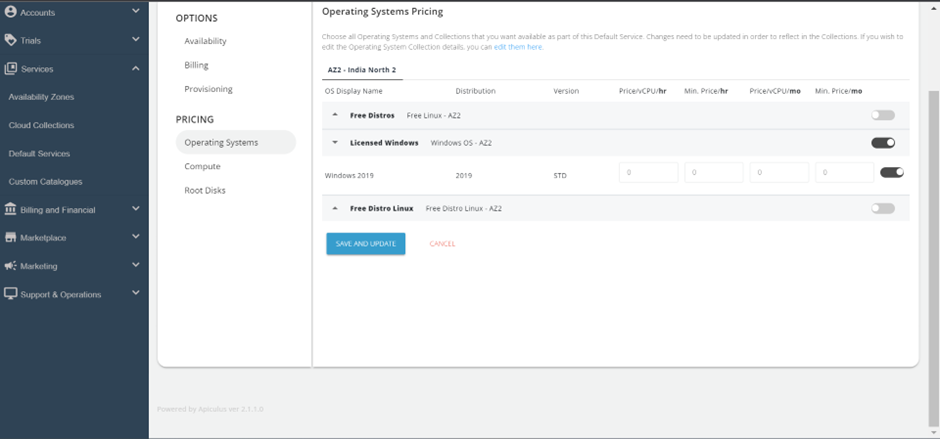 Accounts
Trials
Services
Availability Zones
Cloud Collections
Default Services
Custom Catalogues
Billing and Financial
Marketplace
Marketing
Support & Operations
OPTIONS
Availability
Billing
Provisioning
PRICING
Operating Systems
Compute
Root Disks
Operating Systems Pricing
Choose all Operating Systems and Collections that you want available as part of this Default Service. Changes need to be updated in order to reflect in the Collections. If you wish to
edit the Operating System Collection details, you can edit them here.
AZ2 - India North 2
OS Display Name Distribution Version Price/vCPU/hr Min. Price/hr Price/vCPU/mo Min. Price/mo
Free Distros Free Linux - AZ2
Licensed Windows Windows OS - AZ2
Windows 2019 2019 STD 0 0 0 0
Free Distro Linux Free Distro Linux - AZ2
SAVE AND UPDATE CANCEL
Powered by Apiculus ver 2.1.1.0